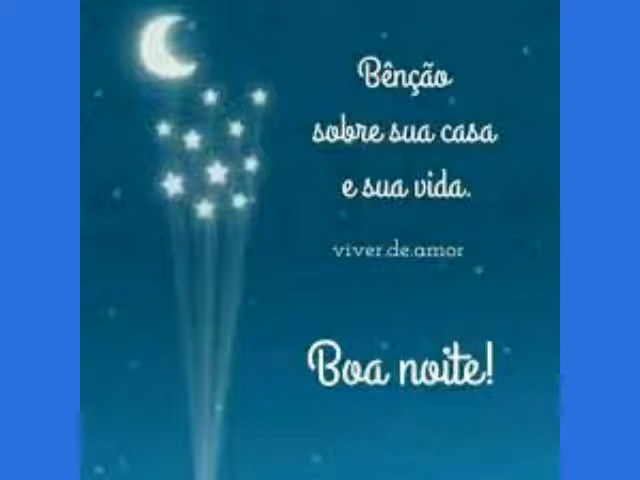 Bênção
sobre sua casa
e sua vida.
viver.de.amor
Boa noite!